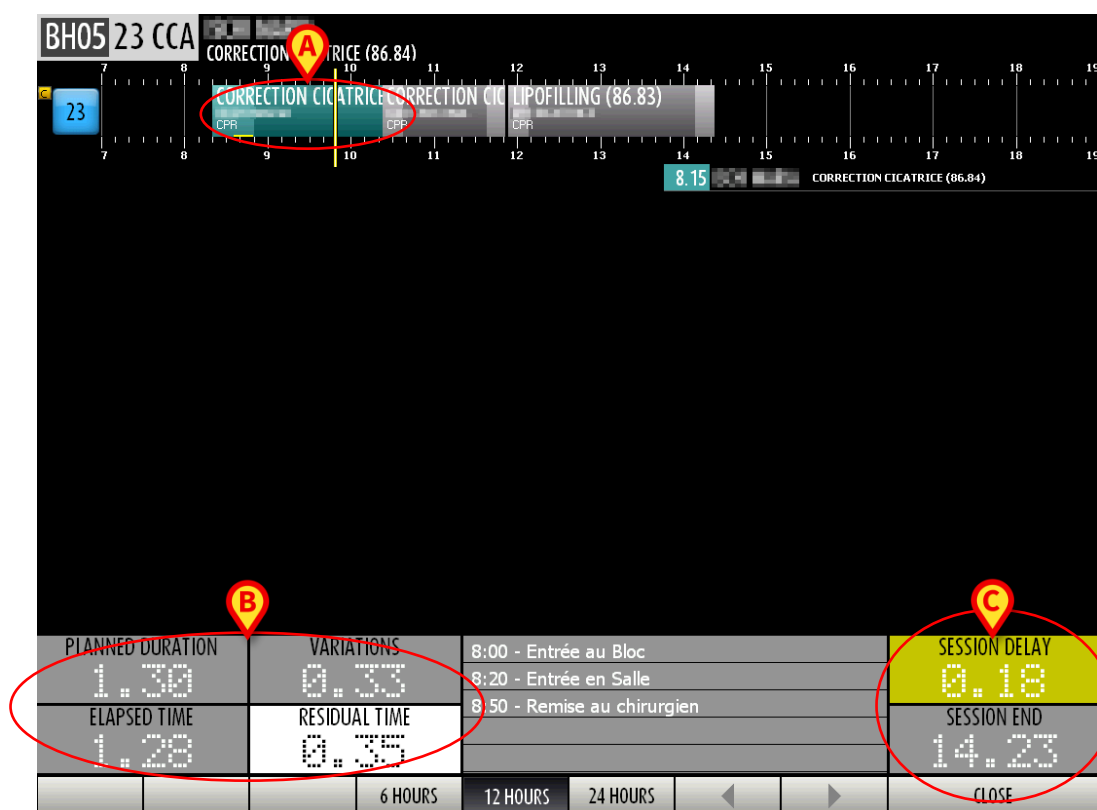 BH05 23 CCA
CORRECTION CICATRICE (86.84)
A
7 8 9 10 11 12 13 14 15 16 17 18 19
C
23
CORRECTION CICATRICE CORRECTION CIC LIPOFILLING (86.83)
CPR CPR CPR
7 8 9 10 11 12 13 14 15 16 17 18 19
8.15 CORRECTION CICATRICE (86.84)
B
C
PLANNED DURATION VARIATIONS 8:00 - Entrée au Bloc SESSION DELAY
1.30 0.33 8:20 - Entrée en Salle 0.18
ELAPSED TIME RESIDUAL TIME 8:50 - Remise au chirurgien SESSION END
1.28 0.35 14.23
6 HOURS 12 HOURS 24 HOURS CLOSE